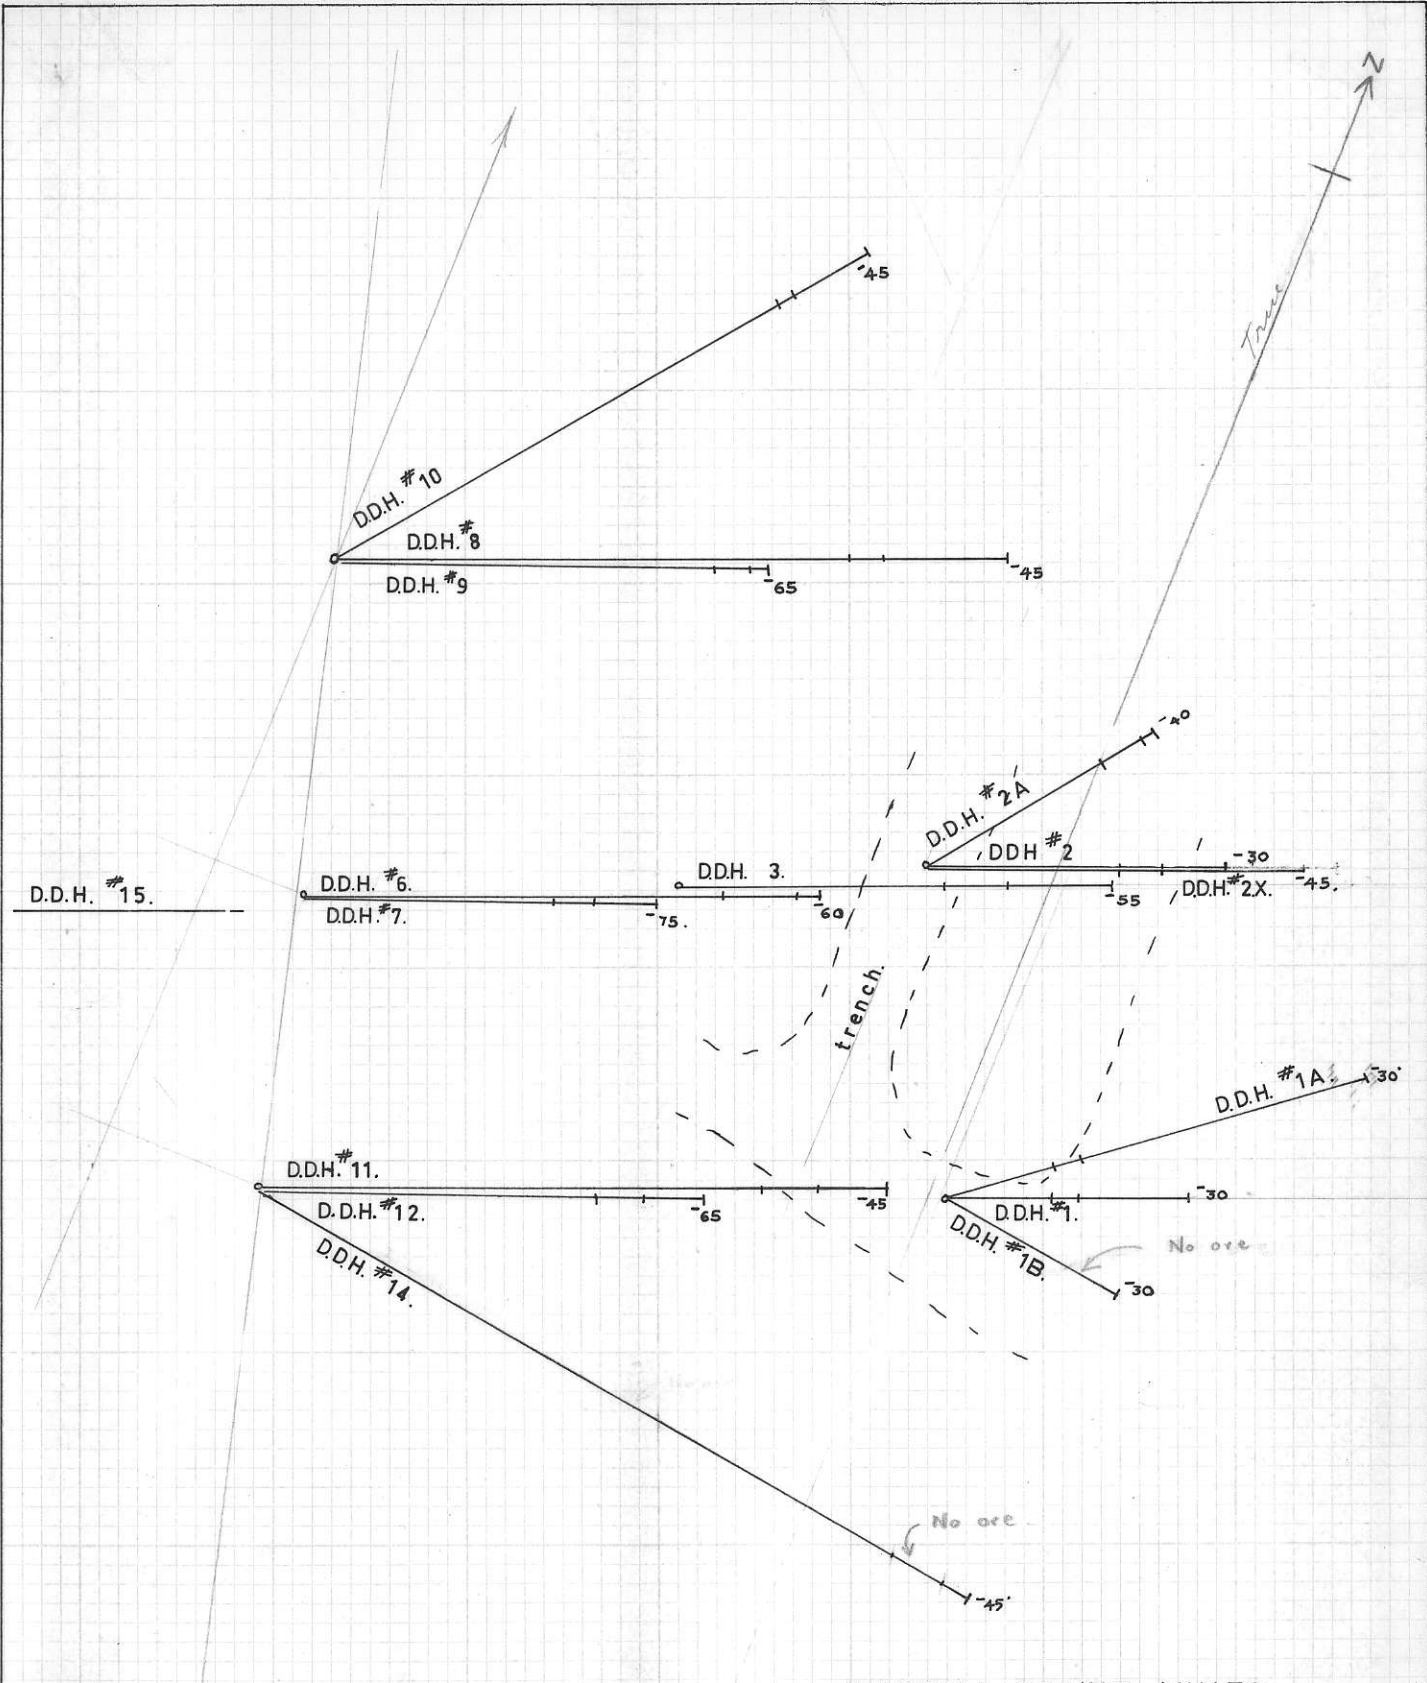 N
True
-45
D.D.H. #10
D.D.H. #8
-45
D.D.H. #9
-65
-40
D.D.H. #2A
DDH #2
-30
D.D.H. #2X.
-45.
D.D.H. 3.
-55
D.D.H. #15.
D.D.H. #6.
-60
D.D.H. #7.
-75.
trench.
D.D.H. #1A.
-30°
D.D.H. #11.
-45
D.D.H. #12.
-65
D.D.H. #14.
-30
D.D.H. #1.
D.D.H. #1B.
No ore
-30
No ore
No ore
-45°